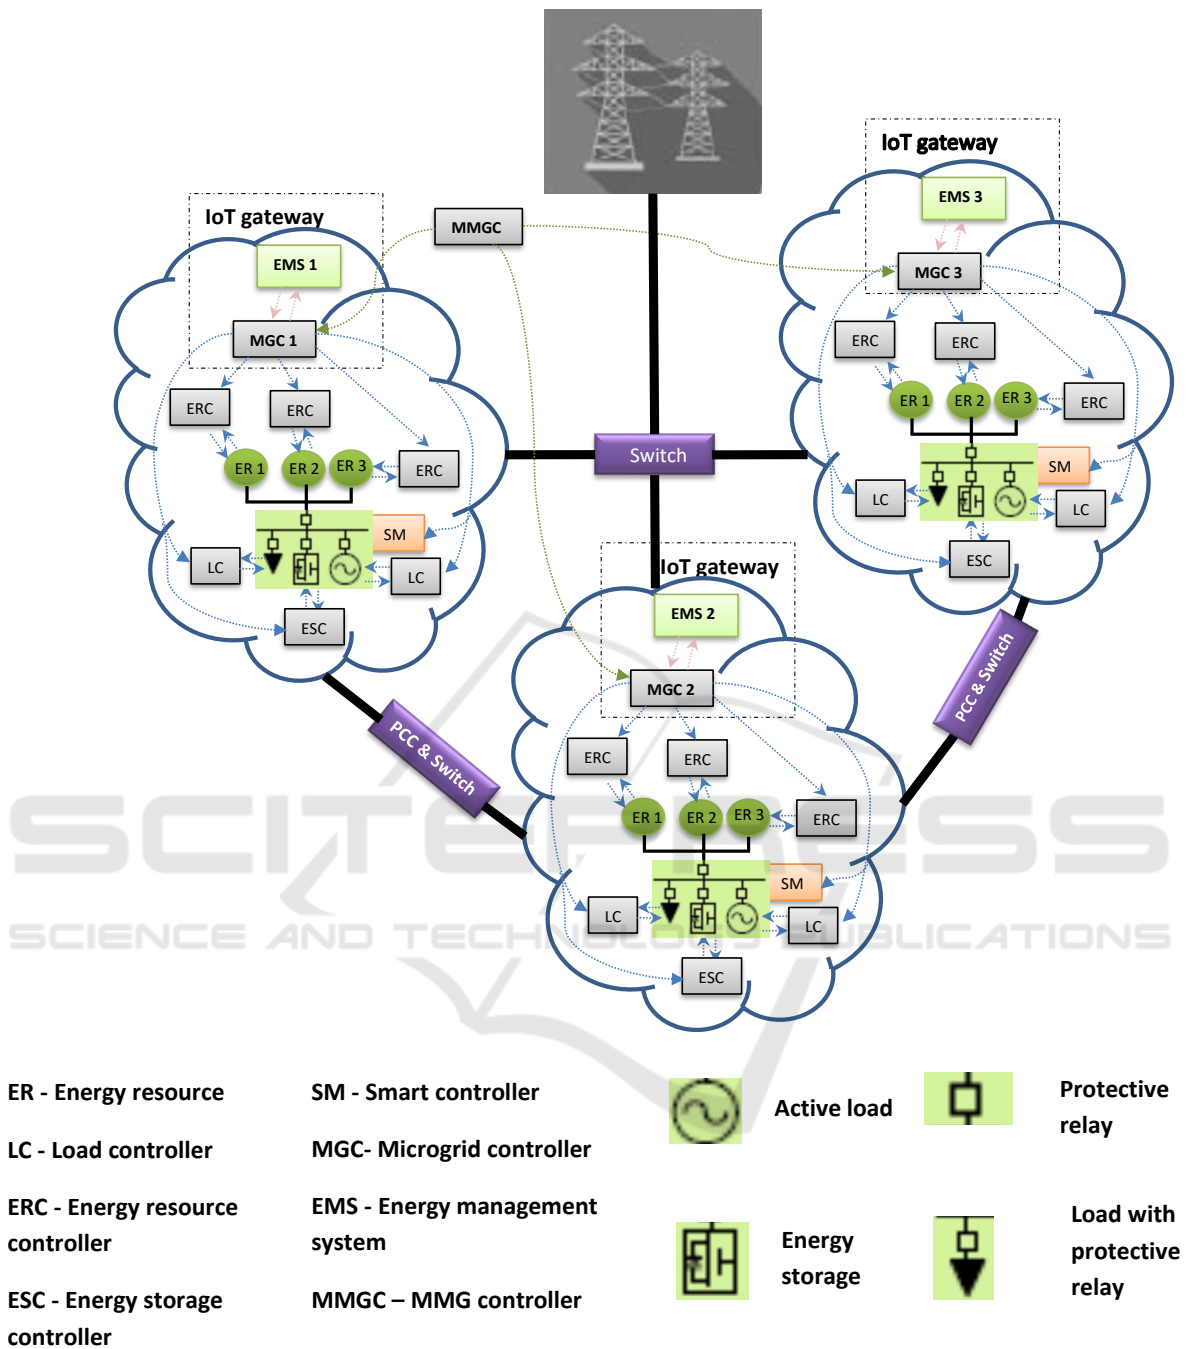 IoT gateway
EMS 3
MGC 3
ERC
ERC
ER 1
ER 2
ER 3
ERC
SM
LC
LC
ESC
IoT gateway
MMGC
EMS 1
MGC 1
ERC
ERC
ER 1
ER 2
ER 3
ERC
SM
LC
LC
ESC
Switch
IoT gateway
EMS 2
MGC 2
ERC
ERC
ER 1
ER 2
ER 3
ERC
SM
LC
LC
ESC
PCC & Switch
PCC & Switch
SCITEPRESS
SCIENCE AND TECHNOLOGY PUBLICATIONS
ER - Energy resource
LC - Load controller
ERC - Energy resource
controller
ESC - Energy storage
controller
SM - Smart controller
MGC- Microgrid controller
EMS - Energy management
system
MMGC – MMG controller
Active load
Energy
storage
Protective
relay
Load with
protective
relay